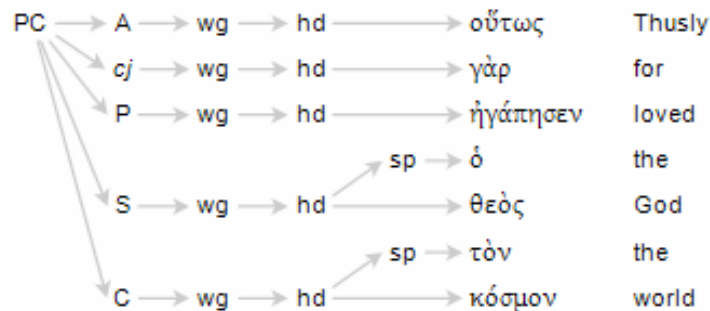 PC A wg hd οὕτως Thusly
cj wg hd γὰρ for
P wg hd ἠγάπησεν loved
sp ὁ the
S wg hd θεὸς God
sp τὸν the
C wg hd κόσμον world